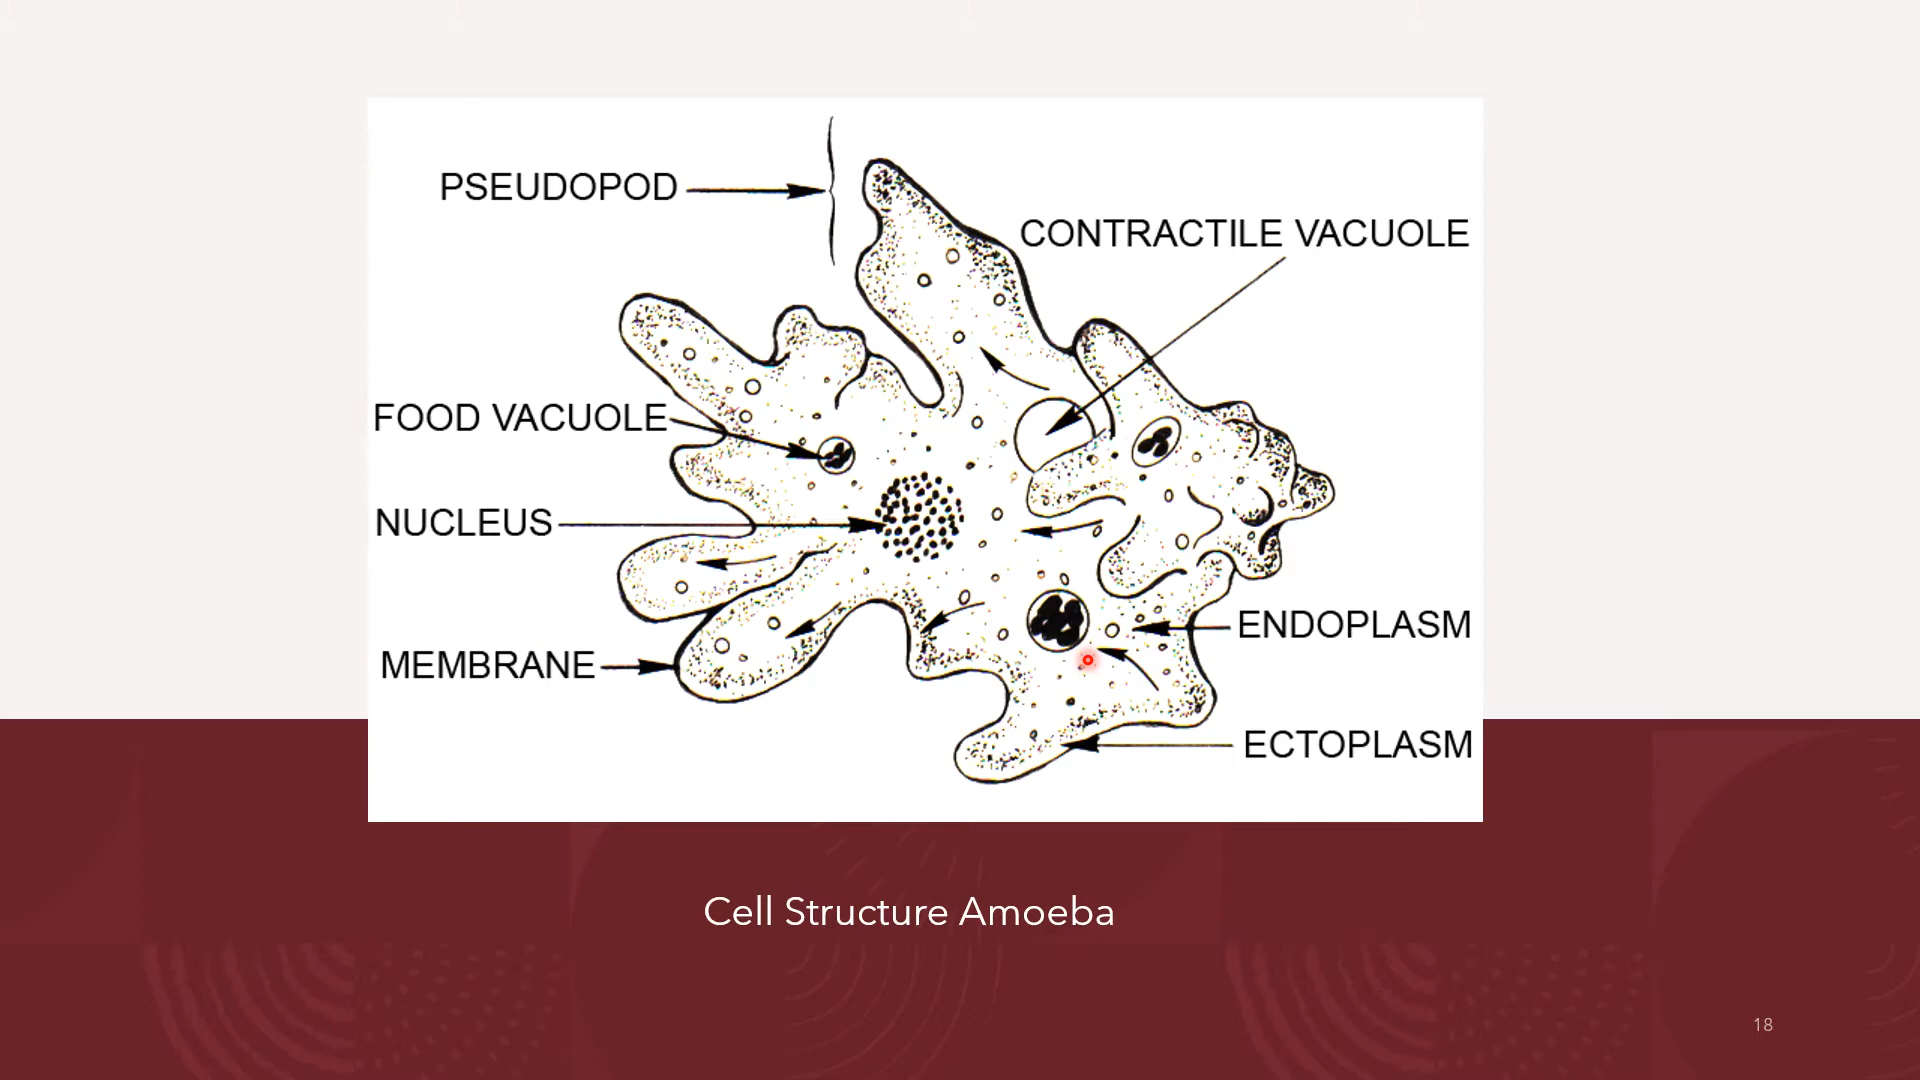 PSEUDOPOD
CONTRACTILE VACUOLE
FOOD VACUOLE
NUCLEUS
ENDOPLASM
MEMBRANE
ECTOPLASM
Cell Structure Amoeba
18